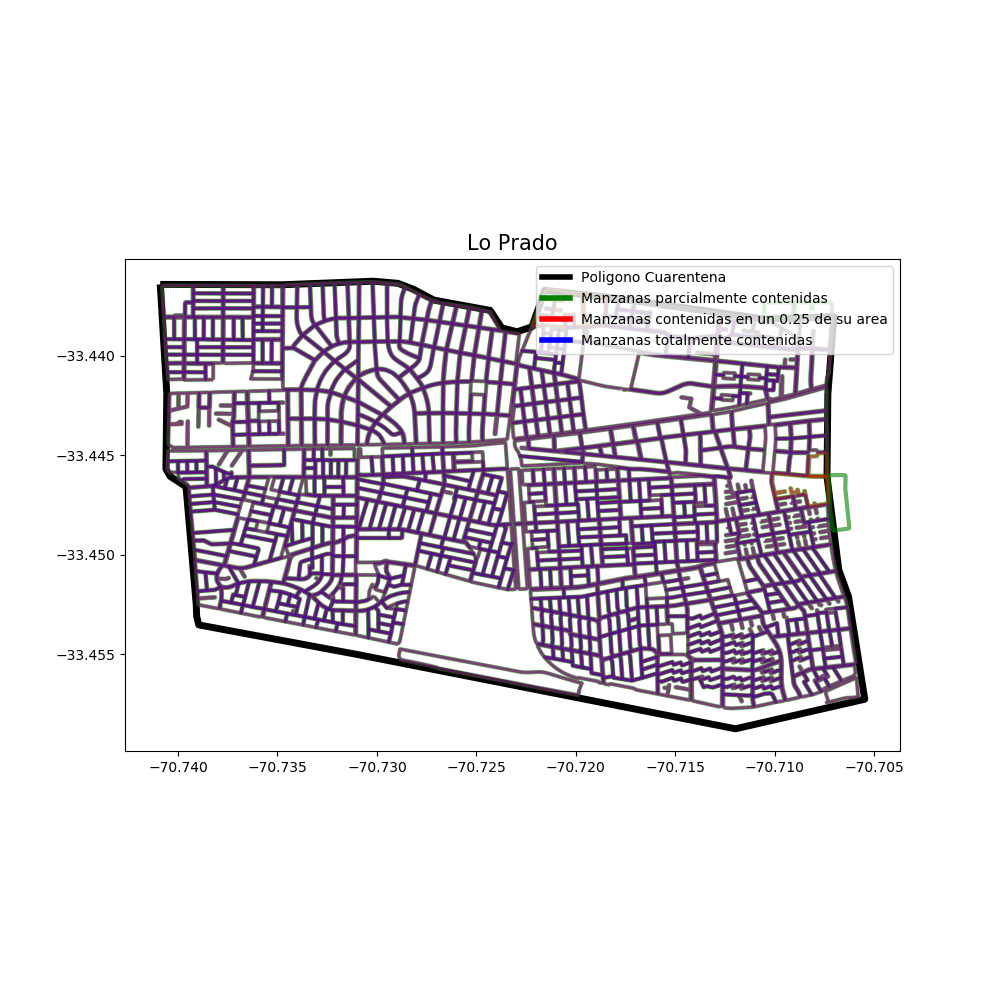 Lo Prado
Poligono Cuarentena
Manzanas parcialmente contenidas
Manzanas contenidas en un 0.25 de su area
Manzanas totalmente contenidas
−33.440
−33.445
−33.450
−33.455
−70.740 −70.735 −70.730 −70.725 −70.720 −70.715 −70.710 −70.705